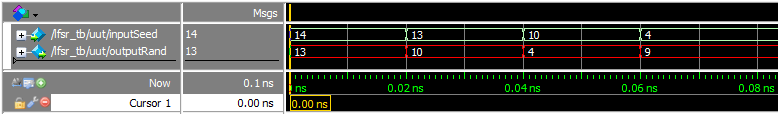 Msgs
/lfsr_tb/uut/inputSeed 14 14 13 10 4
/lfsr_tb/uut/outputRand 13 13 10 4 9
Now 0.1 ns ns 0.02 ns 0.04 ns 0.06 ns 0.08
Cursor 1 0.00 ns 0.00 ns